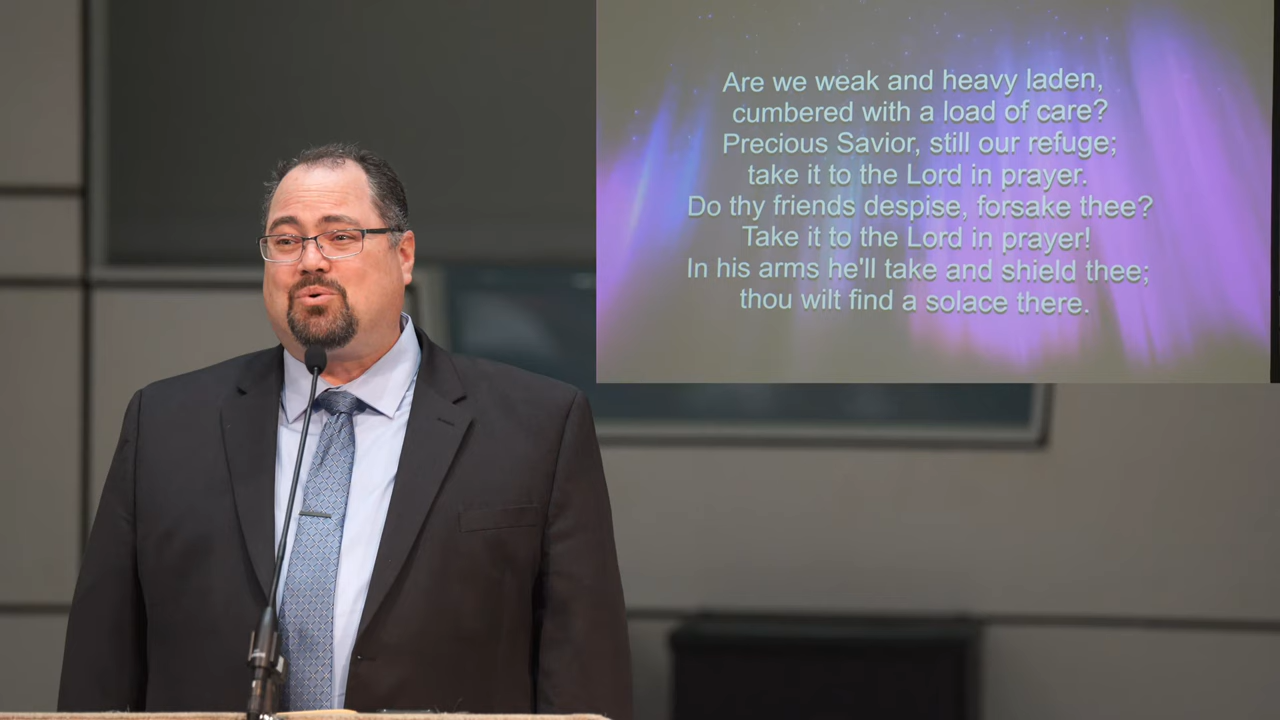 Are we weak and heavy laden,
cumbered with a load of care?
Precious Savior, still our refuge;
take it to the Lord in prayer.
Do thy friends despise, forsake thee?
Take it to the Lord in prayer!
In his arms he'll take and shield thee;
thou wilt find a solace there.